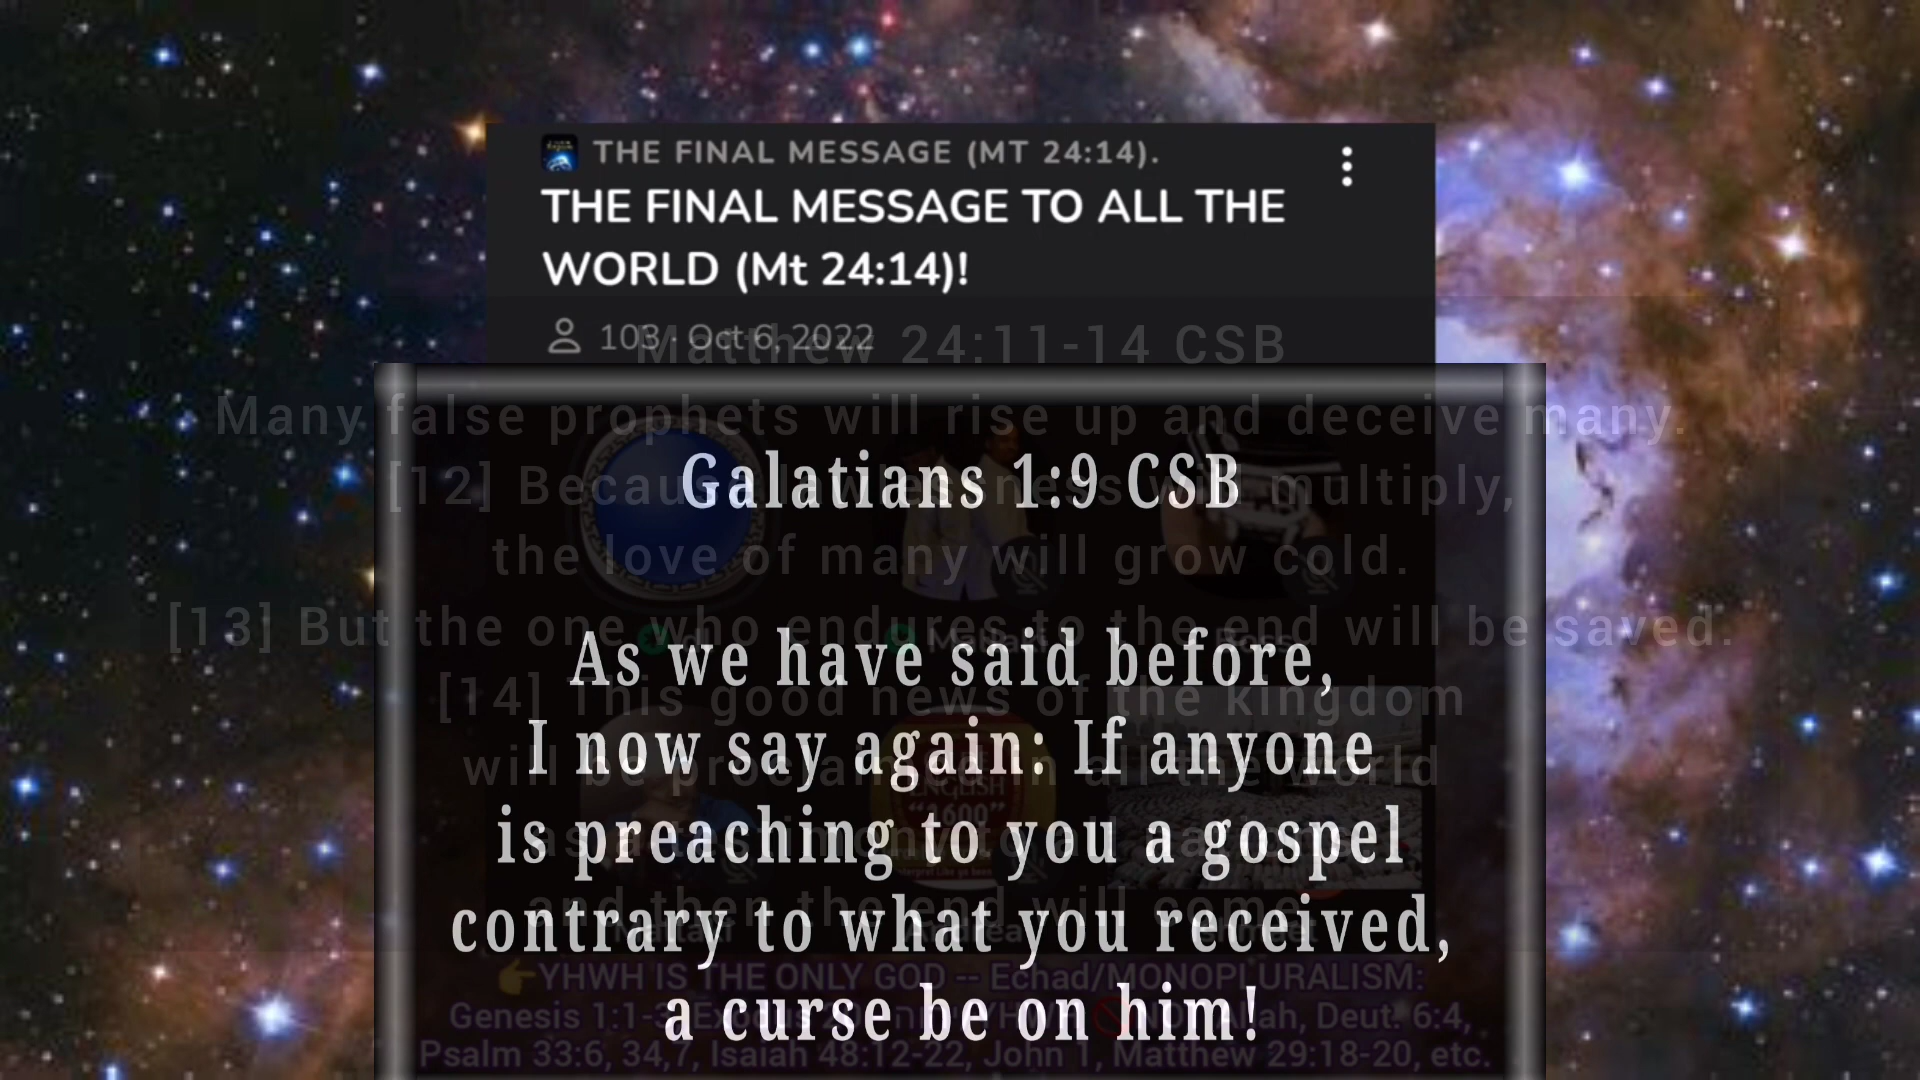 THE FINAL MESSAGE (MT 24:14).
THE FINAL MESSAGE TO ALL THE
WORLD (Mt 24:14)!
103 · Oct 6, 2022
Matthew 24:11-14 CSB
Many false prophets will rise up and deceive many.
[12] Because will multiply,
the love of many will grow cold.
[13] But the one who endures to the end will be saved.
[14] This good news of the kingdom
will be world
and then the end will come.
Galatians 1:9 CSB
As we have said before,
I now say again: If anyone
is preaching to you a gospel
contrary to what you received,
a curse be on him!
ENGLISH
"1600"
👉YHWH IS THE ONLY GOD -- Echad/MONOPLURALISM:
Genesis 1:1- Deut. 6:4,
Psalm 33:6, 34,7, Isaiah 48:12-22, John 1, Matthew 29:18-20, etc.